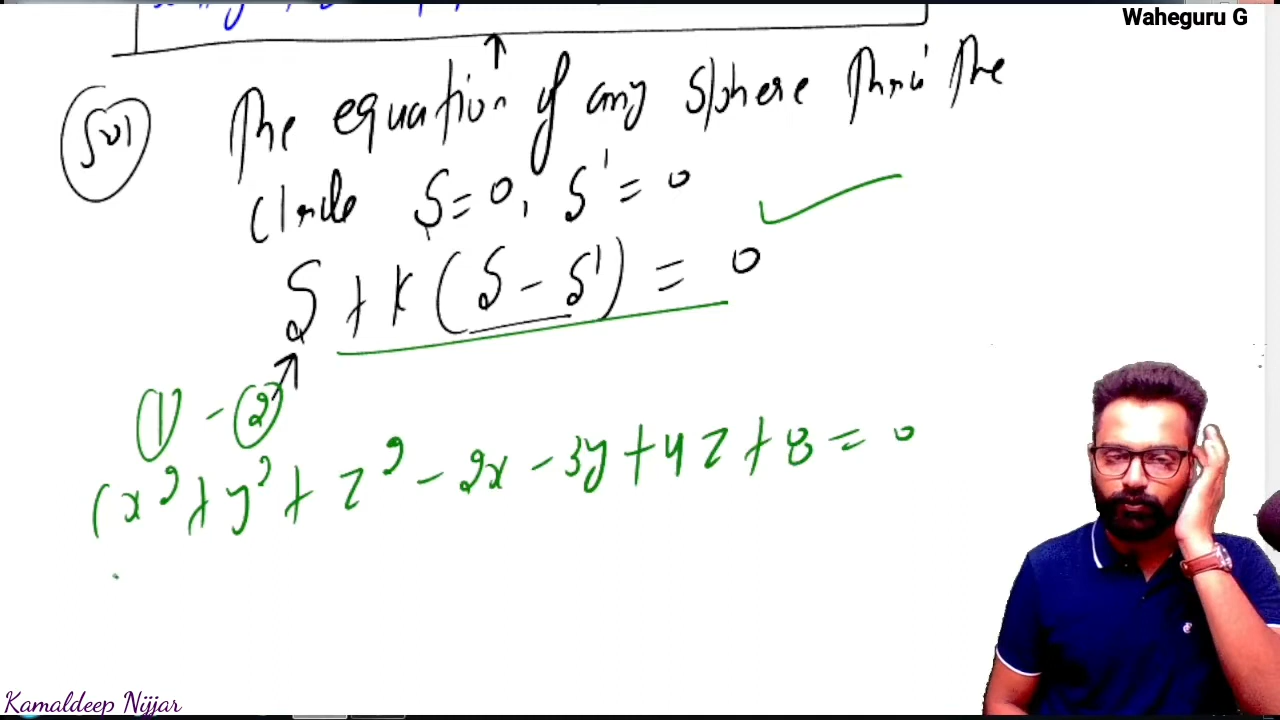 Waheguru G
Sol
The equation of any sphere thru' the
Circle S=0, S'=0
S+K(S-S')=0
①-②
(x²+y²+z²-2x-3y+4z+8=0
Kamaldeep Nijjar